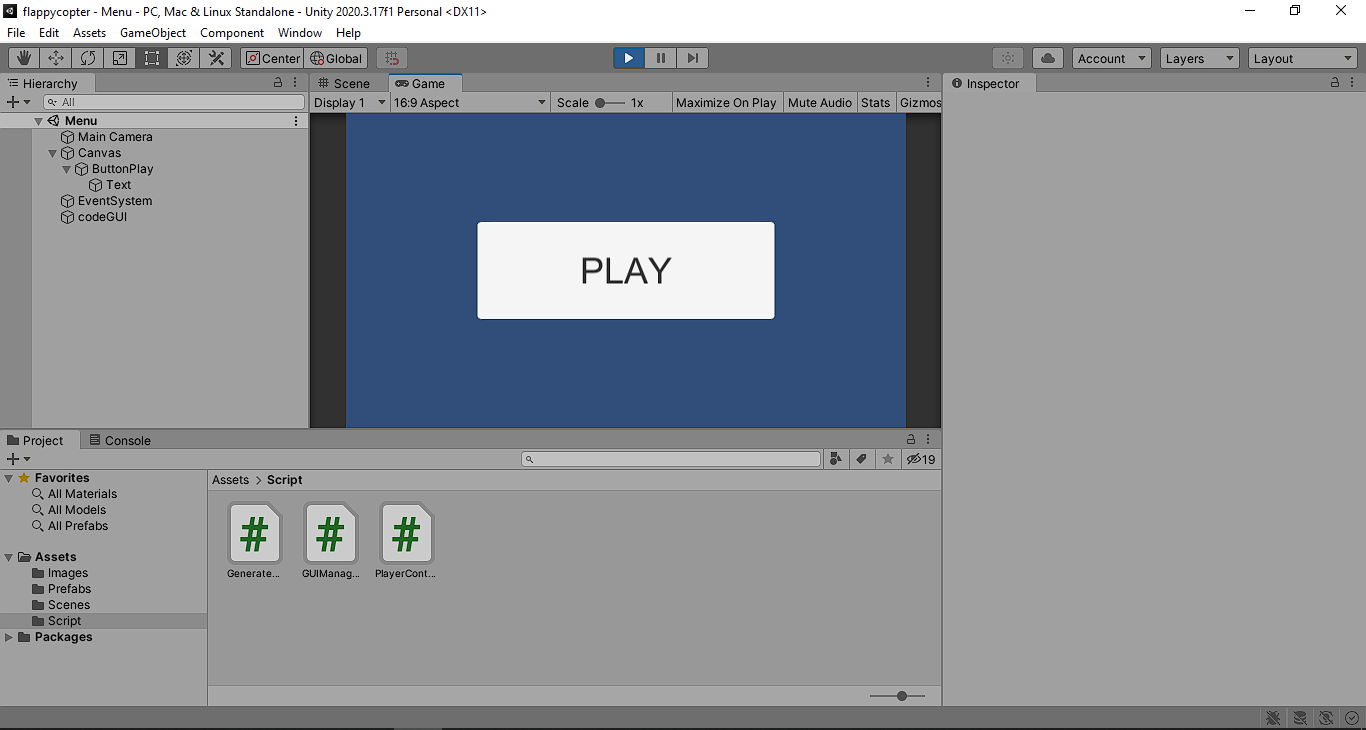 flappycopter - Menu - PC, Mac & Linux Standalone - Unity 2020.3.17f1 Personal <DX11>
File Edit Assets GameObject Component Window Help
Center Global Account Layers Layout
Hierarchy Scene Game Inspector
All Display 1 16:9 Aspect Scale 1x Maximize On Play Mute Audio Stats Gizmos
Menu
Main Camera
Canvas
ButtonPlay
Text
EventSystem
codeGUI
PLAY
Project Console
19
Favorites
All Materials
All Models
All Prefabs
Assets
Images
Prefabs
Scenes
Script
Packages
Assets > Script
Generate... GUIManag... PlayerCont...